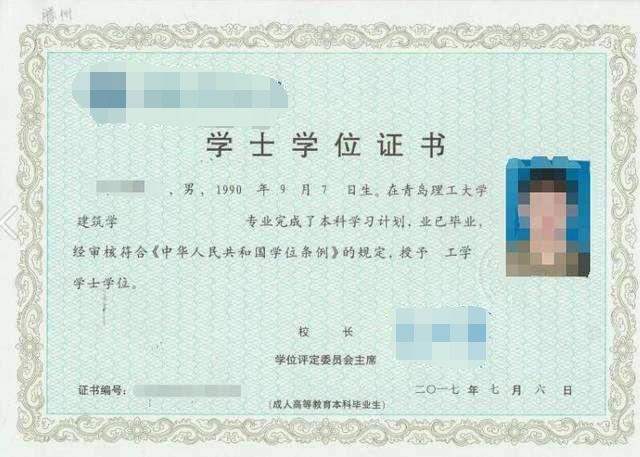 滕州
学士学位证书
、男、1990 年 9 月 7 日生。在青岛理工大学
建筑学 专业完成了本科学习计划，业已毕业，
经审核符合《中华人民共和国学位条例》的规定，授予 工学
学士学位。
校 长
学位评定委员会主席
证书编号：
二〇一七 年 七 月 六 日
(成人高等教育本科毕业生)